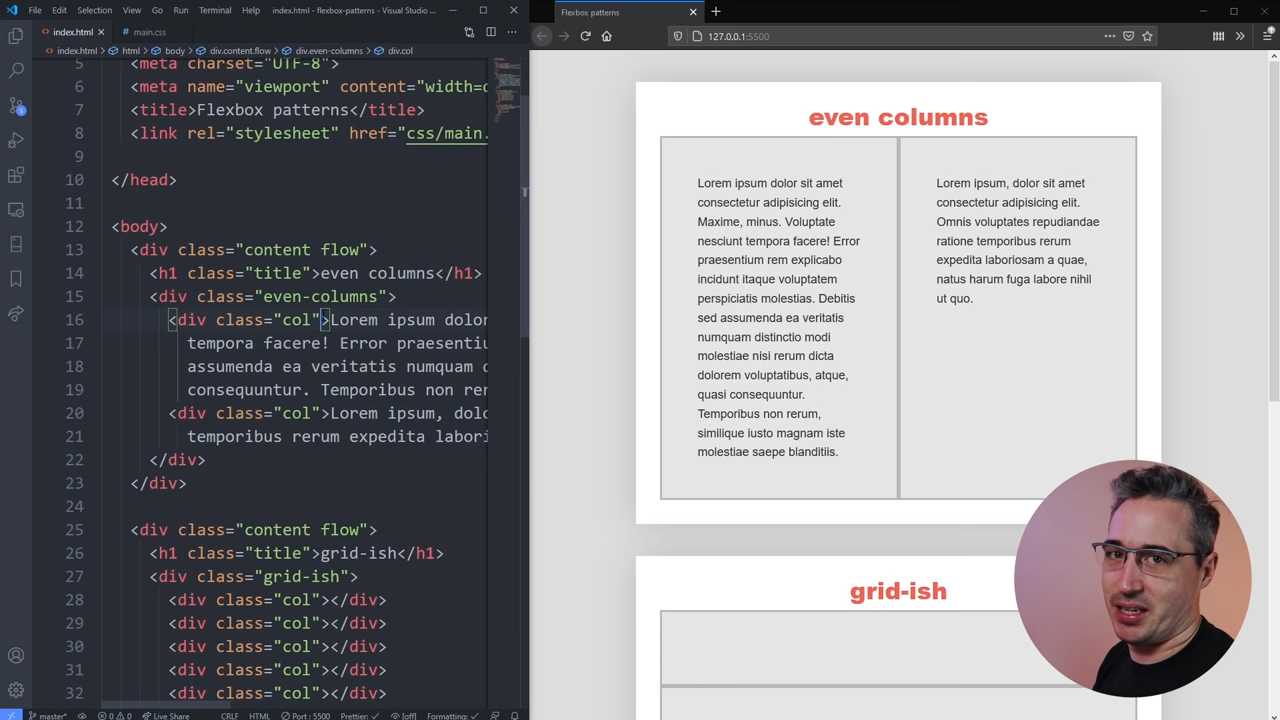 File Edit Selection View Go Run Terminal Help index.html - flexbox-patterns - Visual Studio ...
index.html main.css
index.html > html > body > div.content.flow > div.even-columns > div.col
5 <meta charset="UTF-8">
6 <meta name="viewport" content="width=d
7 <title>Flexbox patterns</title>
8 <link rel="stylesheet" href="css/main.
9
10 </head>
11
12 <body>
13 <div class="content flow">
14 <h1 class="title">even columns</h1>
15 <div class="even-columns">
16 <div class="col">Lorem ipsum dolor
17 tempora facere! Error praesentiu
18 assumenda ea veritatis numquam d
19 consequuntur. Temporibus non rer
20 <div class="col">Lorem ipsum, dolo
21 temporibus rerum expedita labori
22 </div>
23 </div>
24
25 <div class="content flow">
26 <h1 class="title">grid-ish</h1>
27 <div class="grid-ish">
28 <div class="col"></div>
29 <div class="col"></div>
30 <div class="col"></div>
31 <div class="col"></div>
32 <div class="col"></div>
master* 0 0 Live Share CRLF HTML Port : 5500 Prettier: ✓ [off] Formatting: ✓
Flexbox patterns
127.0.0.1:5500
even columns
Lorem ipsum dolor sit amet
consectetur adipisicing elit.
Maxime, minus. Voluptate
nesciunt tempora facere! Error
praesentium rem explicabo
incidunt itaque voluptatem
perspiciatis molestias. Debitis
sed assumenda ea veritatis
numquam distinctio modi
molestiae nisi rerum dicta
dolorem voluptatibus, atque,
quasi consequuntur.
Temporibus non rerum,
similique iusto magnam iste
molestiae saepe blanditiis.
Lorem ipsum, dolor sit amet
consectetur adipisicing elit.
Omnis voluptates repudiandae
ratione temporibus rerum
expedita laboriosam a quae,
natus harum fuga labore nihil
ut quo.
grid-ish